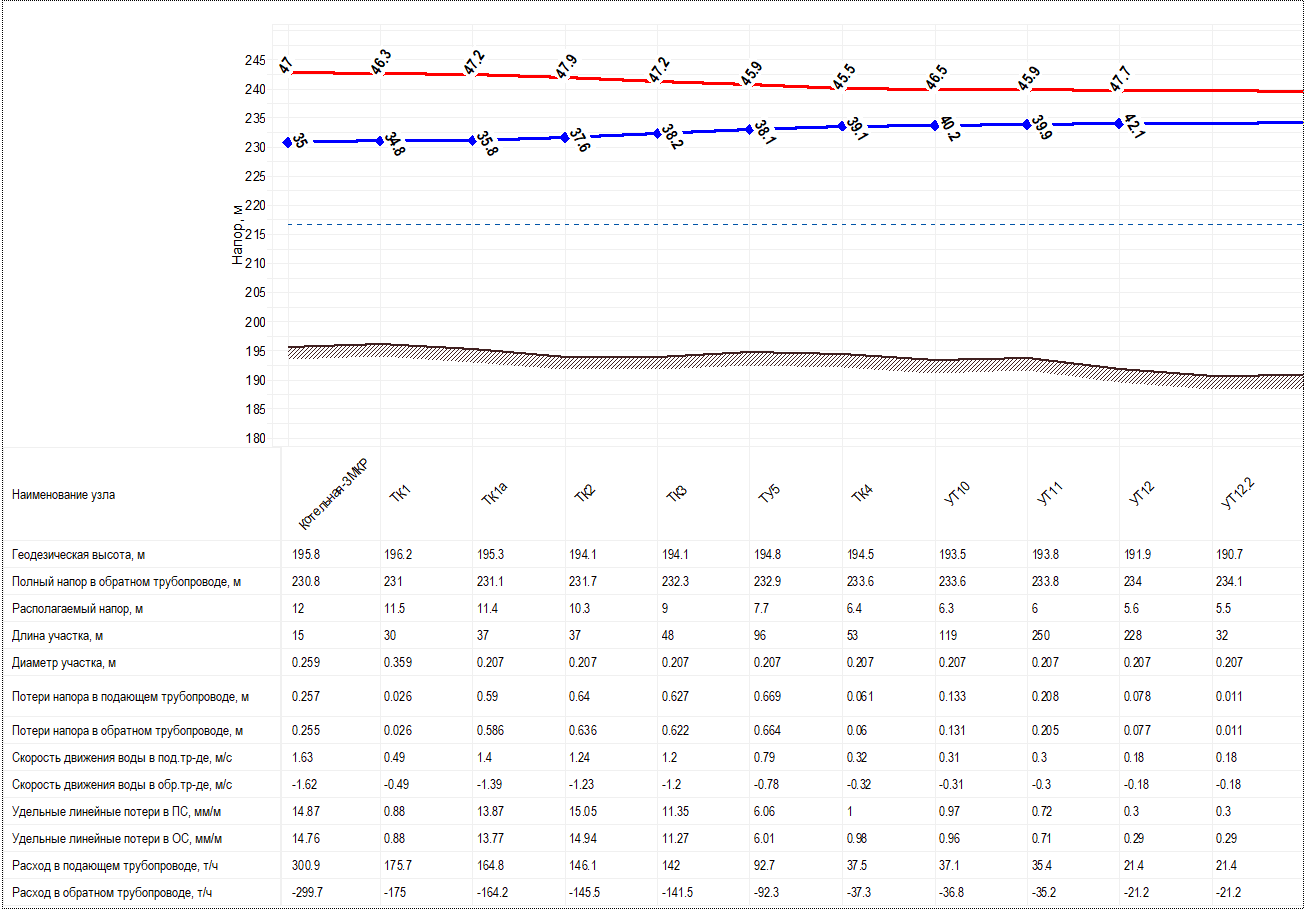 47 46.3 47.2 47.9 47.2 45.9 45.5 46.5 45.9 47.7
35 34.8 35.8 37.6 38.2 38.1 39.1 40.2 39.9 42.1
Напор, м
245
240
235
230
225
220
215
210
205
200
195
190
185
180
Наименование узла Котельная-3МКР ТК1 ТК1а ТК2 ТК3 ТУ5 ТК4 УТ10 УТ11 УТ12 УТ12.2
Геодезическая высота, м 195.8 196.2 195.3 194.1 194.1 194.8 194.5 193.5 193.8 191.9 190.7
Полный напор в обратном трубопроводе, м 230.8 231 231.1 231.7 232.3 232.9 233.6 233.6 233.8 234 234.1
Располагаемый напор, м 12 11.5 11.4 10.3 9 7.7 6.4 6.3 6 5.6 5.5
Длина участка, м 15 30 37 37 48 96 53 119 250 228 32
Диаметр участка, м 0.259 0.359 0.207 0.207 0.207 0.207 0.207 0.207 0.207 0.207 0.207
Потери напора в подающем трубопроводе, м 0.257 0.026 0.59 0.64 0.627 0.669 0.061 0.133 0.208 0.078 0.011
Потери напора в обратном трубопроводе, м 0.255 0.026 0.586 0.636 0.622 0.664 0.06 0.131 0.205 0.077 0.011
Скорость движения воды в под.тр-де, м/с 1.63 0.49 1.4 1.24 1.2 0.79 0.32 0.31 0.3 0.18 0.18
Скорость движения воды в обр.тр-де, м/с -1.62 -0.49 -1.39 -1.23 -1.2 -0.78 -0.32 -0.31 -0.3 -0.18 -0.18
Удельные линейные потери в ПС, мм/м 14.87 0.88 13.87 15.05 11.35 6.06 1 0.97 0.72 0.3 0.3
Удельные линейные потери в ОС, мм/м 14.76 0.88 13.77 14.94 11.27 6.01 0.98 0.96 0.71 0.29 0.29
Расход в подающем трубопроводе, т/ч 300.9 175.7 164.8 146.1 142 92.7 37.5 37.1 35.4 21.4 21.4
Расход в обратном трубопроводе, т/ч -299.7 -175 -164.2 -145.5 -141.5 -92.3 -37.3 -36.8 -35.2 -21.2 -21.2